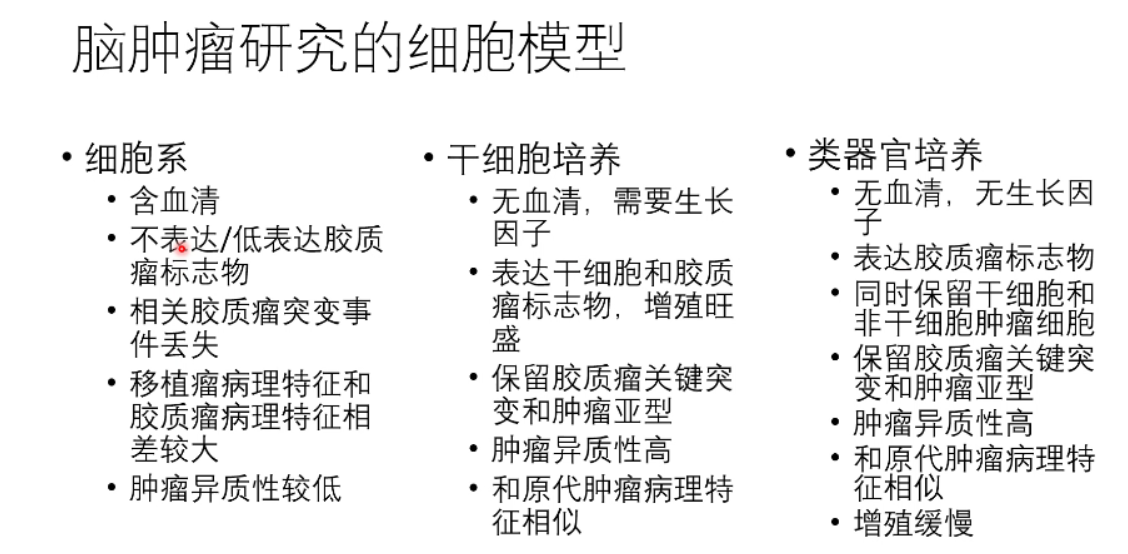 脑肿瘤研究的细胞模型
• 细胞系
• 含血清
• 不表达/低表达胶质
瘤标志物
• 相关胶质瘤突变事
件丢失
• 移植瘤病理特征和
胶质瘤病理特征相
差较大
• 肿瘤异质性较低
• 干细胞培养
• 无血清，需要生长
因子
• 表达干细胞和胶质
瘤标志物，增殖旺
盛
• 保留胶质瘤关键突
变和肿瘤亚型
• 肿瘤异质性高
• 和原代肿瘤病理特
征相似
• 类器官培养
• 无血清，无生长因
子
• 表达胶质瘤标志物
• 同时保留干细胞和
非干细胞肿瘤细胞
• 保留胶质瘤关键突
变和肿瘤亚型
• 肿瘤异质性高
• 和原代肿瘤病理特
征相似
• 增殖缓慢